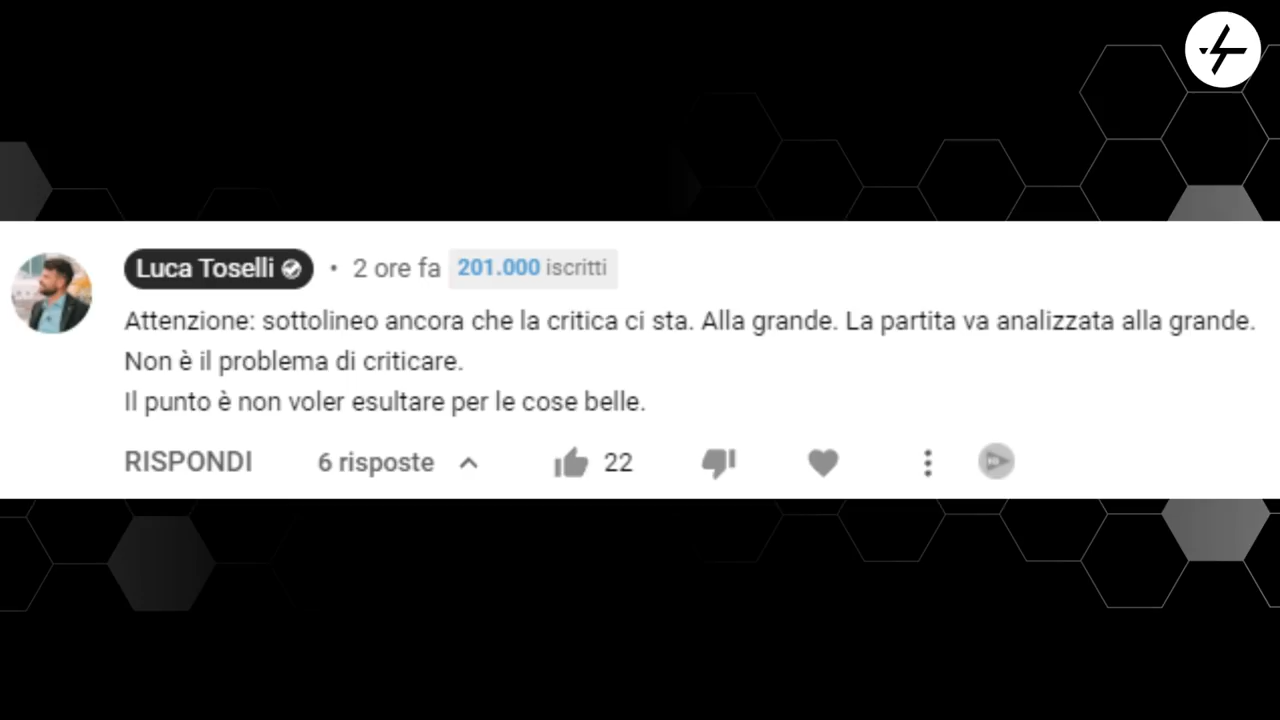 Luca Toselli • 2 ore fa 201.000 iscritti
Attenzione: sottolineo ancora che la critica ci sta. Alla grande. La partita va analizzata alla grande.
Non è il problema di criticare.
Il punto è non voler esultare per le cose belle.
RISPONDI 6 risposte 22